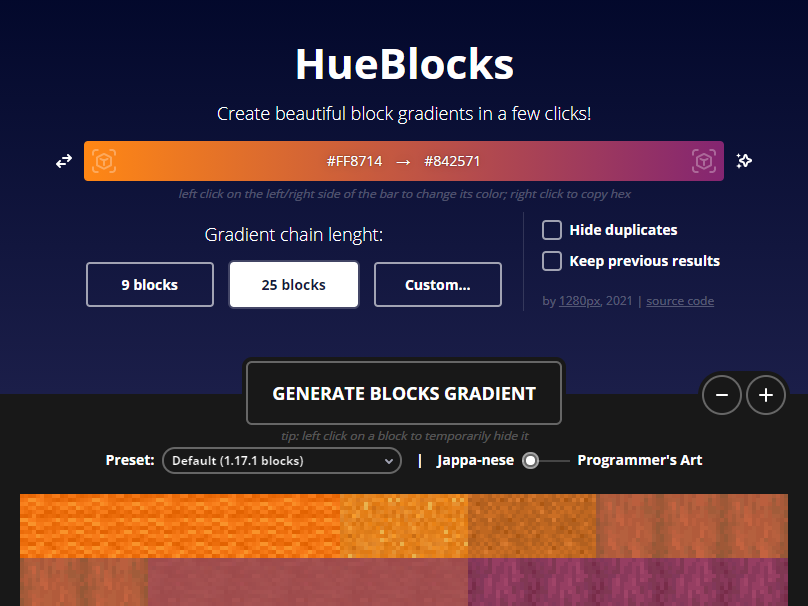 HueBlocks
Create beautiful block gradients in a few clicks!
#FF8714 → #842571
left click on the left/right side of the bar to change its color; right click to copy hex
Gradient chain lenght:
9 blocks
25 blocks
Custom...
Hide duplicates
Keep previous results
by 1280px, 2021 | source code
GENERATE BLOCKS GRADIENT
tip: left click on a block to temporarily hide it
Preset: Default (1.17.1 blocks) | Jappa-nese Programmer's Art